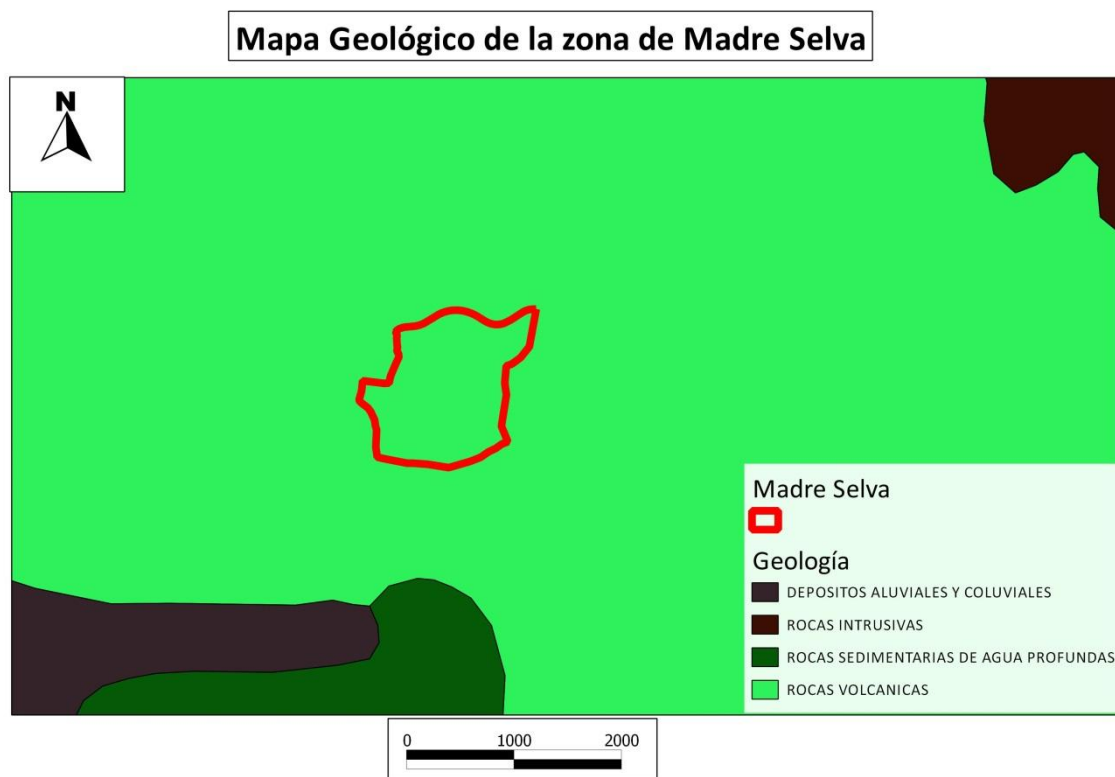 Mapa Geológico de la zona de Madre Selva
N
Madre Selva
Geología
DEPOSITOS ALUVIALES Y COLUVIALES
ROCAS INTRUSIVAS
ROCAS SEDIMENTARIAS DE AGUA PROFUNDAS
ROCAS VOLCANICAS
0 1000 2000